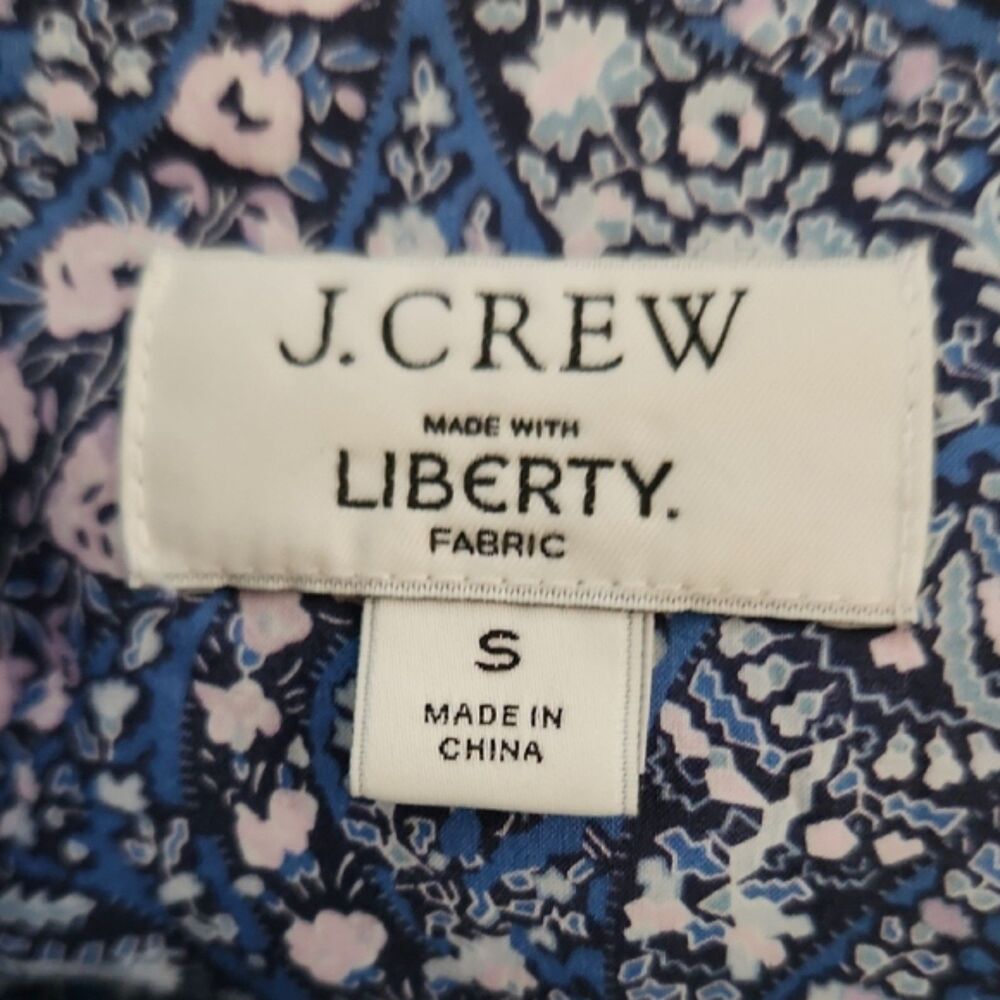 J.CREW
MADE WITH
LIBERTY.
FABRIC
S
MADE IN
CHINA